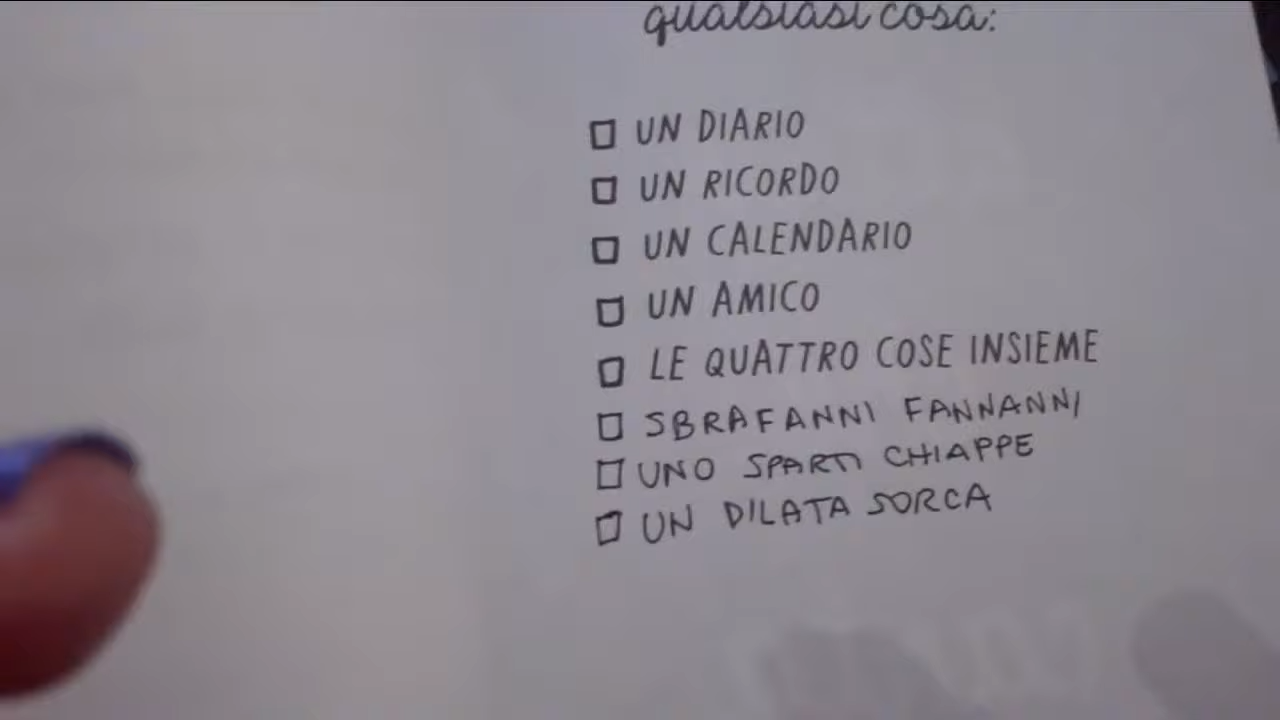 qualsiasi cosa:
UN DIARIO
UN RICORDO
UN CALENDARIO
UN AMICO
LE QUATTRO COSE INSIEME
SBRAFANNI FANNANNI
UNO SPARTI CHIAPPE
UN DILATA SORCA